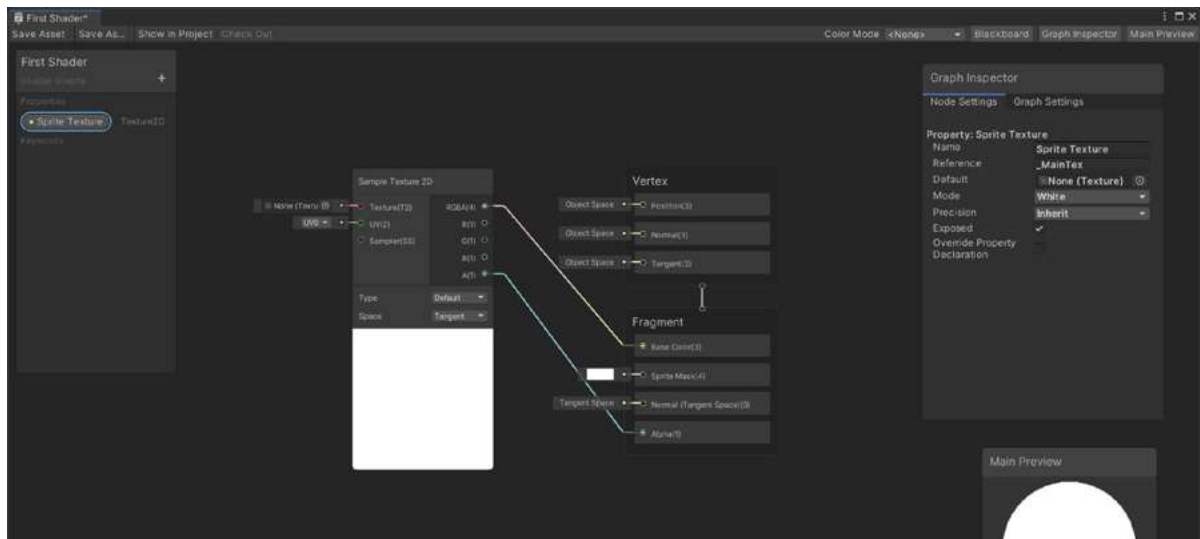 First Shader*
Save Asset Save As... Show in Project Check Out Color Mode <None> Blackboard Graph Inspector Main Preview
First Shader
Shader Graphs
+
Properties
Sprite Texture Texture2D
Keywords
Sample Texture 2D
None (Textu Texture(T2) RGBA(4)
UV0 UV(2) R(1)
Sampler(SS) G(1)
B(1)
A(1)
Type Default
Space Tangent
Vertex
Object Space Position(3)
Object Space Normal(3)
Object Space Tangent(3)
Fragment
Base Color(3)
Sprite Mask(4)
Tangent Space Normal (Tangent Space)(3)
Alpha(1)
Graph Inspector
Node Settings Graph Settings
Property: Sprite Texture
Name Sprite Texture
Reference _MainTex
Default None (Texture)
Mode White
Precision Inherit
Exposed
Override Property
Declaration
Main Preview